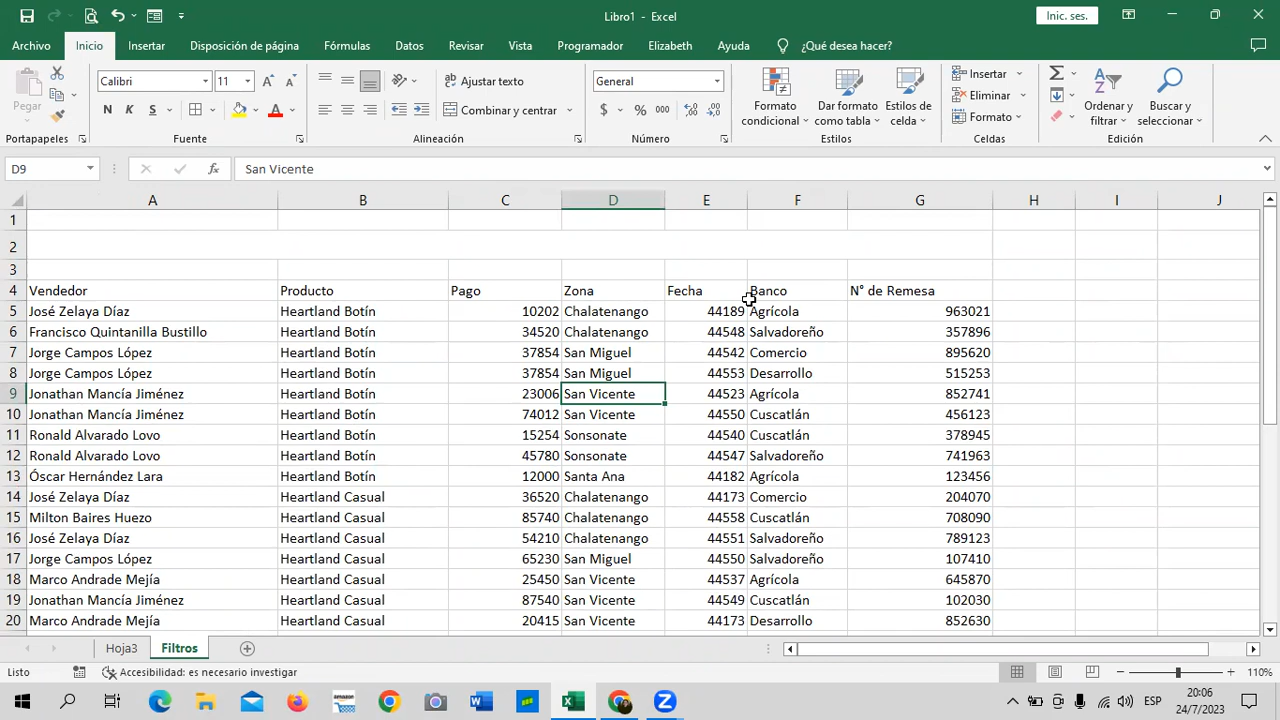 Libro1 - Excel
Inic. ses.
Archivo Inicio Insertar Disposición de página Fórmulas Datos Revisar Vista Programador Elizabeth Ayuda ¿Qué desea hacer?
Pegar
Calibri 11
N K S
Ajustar texto
Combinar y centrar
General
$ % 000
Formato condicional
Dar formato como tabla
Estilos de celda
Insertar
Eliminar
Formato
Ordenar y filtrar
Buscar y seleccionar
Portapapeles Fuente Alineación Número Estilos Celdas Edición
D9 fx San Vicente
A B C D E F G H I J
1
2
3
4 Vendedor Producto Pago Zona Fecha Banco N° de Remesa
5 José Zelaya Díaz Heartland Botín 10202 Chalatenango 44189 Agrícola 963021
6 Francisco Quintanilla Bustillo Heartland Botín 34520 Chalatenango 44548 Salvadoreño 357896
7 Jorge Campos López Heartland Botín 37854 San Miguel 44542 Comercio 895620
8 Jorge Campos López Heartland Botín 37854 San Miguel 44553 Desarrollo 515253
9 Jonathan Mancía Jiménez Heartland Botín 23006 San Vicente 44523 Agrícola 852741
10 Jonathan Mancía Jiménez Heartland Botín 74012 San Vicente 44550 Cuscatlán 456123
11 Ronald Alvarado Lovo Heartland Botín 15254 Sonsonate 44540 Cuscatlán 378945
12 Ronald Alvarado Lovo Heartland Botín 45780 Sonsonate 44547 Salvadoreño 741963
13 Óscar Hernández Lara Heartland Botín 12000 Santa Ana 44182 Agrícola 123456
14 José Zelaya Díaz Heartland Casual 36520 Chalatenango 44173 Comercio 204070
15 Milton Baires Huezo Heartland Casual 85740 Chalatenango 44558 Cuscatlán 708090
16 José Zelaya Díaz Heartland Casual 54210 Chalatenango 44551 Salvadoreño 789123
17 Jorge Campos López Heartland Casual 65230 San Miguel 44550 Salvadoreño 107410
18 Marco Andrade Mejía Heartland Casual 25450 San Vicente 44537 Agrícola 645870
19 Jonathan Mancía Jiménez Heartland Casual 87540 San Vicente 44549 Cuscatlán 102030
20 Marco Andrade Mejía Heartland Casual 20415 San Vicente 44173 Desarrollo 852630
Hoja3 Filtros
Listo Accesibilidad: es necesario investigar 110%
ESP 20:06
24/7/2023